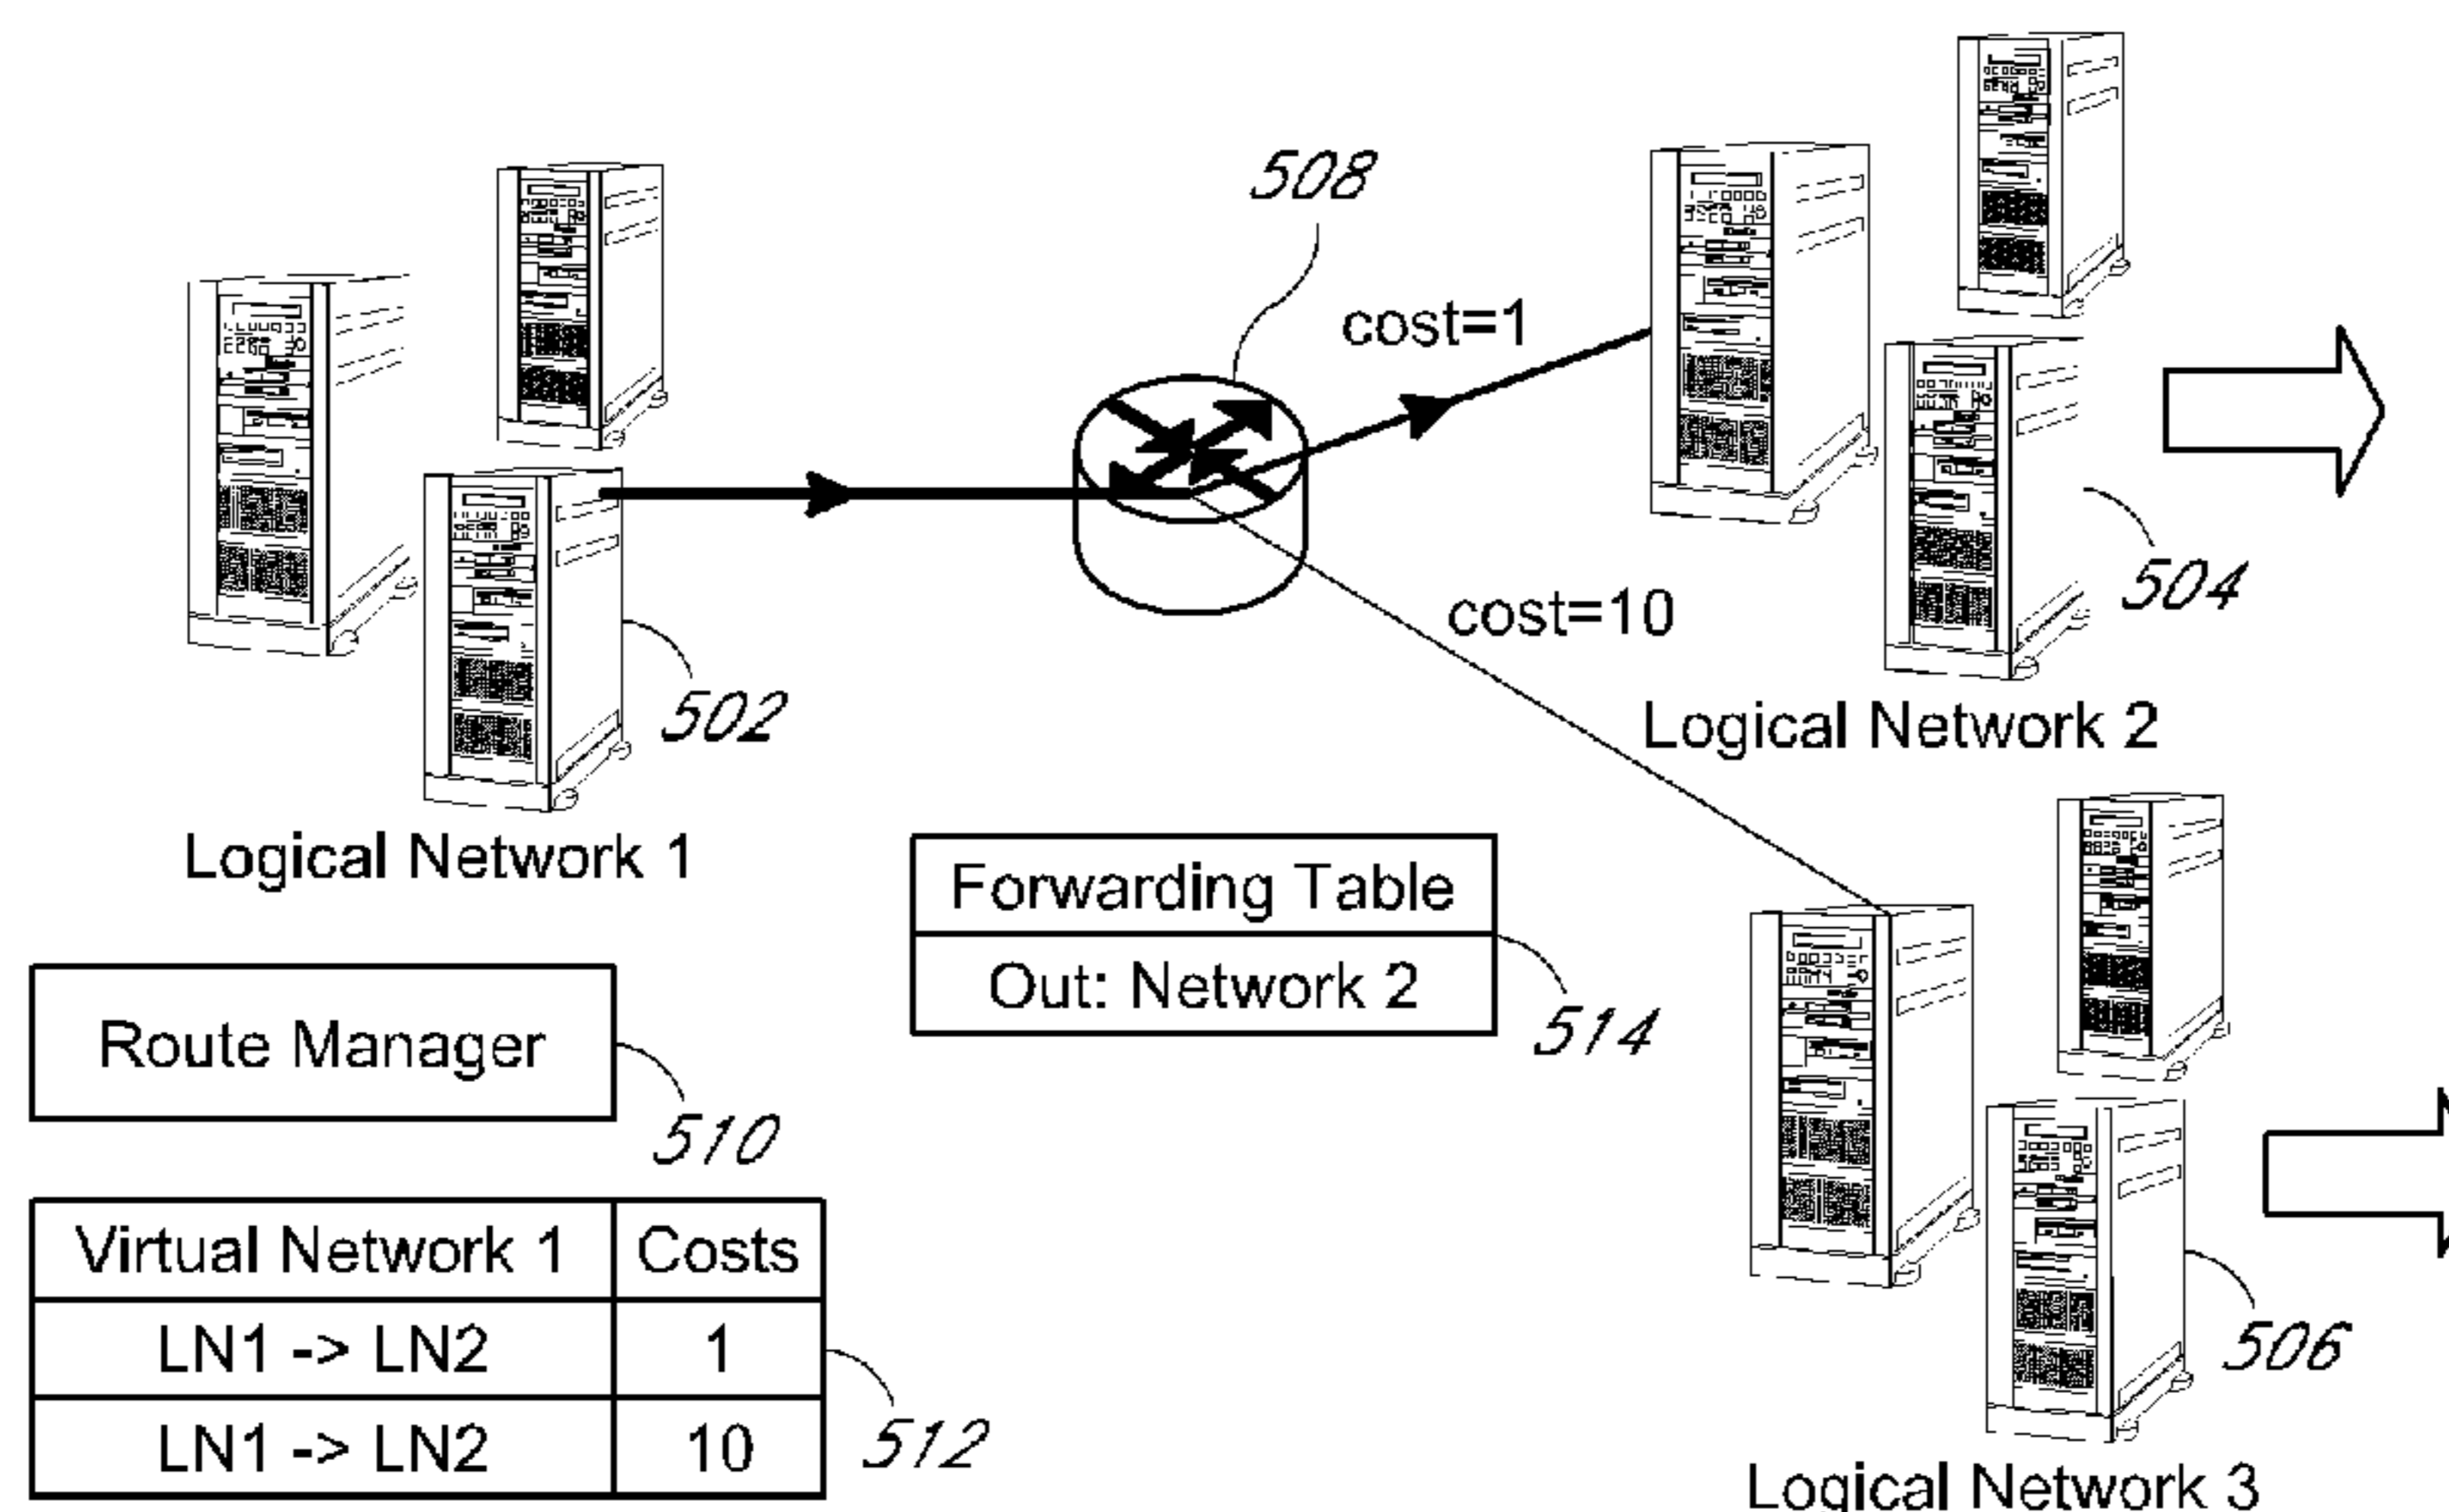 508
cost=1
cost=10
504
502
Logical Network 2
Logical Network 1
Forwarding Table
Out: Network 2
514
Route Manager
510
Virtual Network 1 Costs
LN1 -> LN2 1
LN1 -> LN2 10
512
506
Logical Network 3